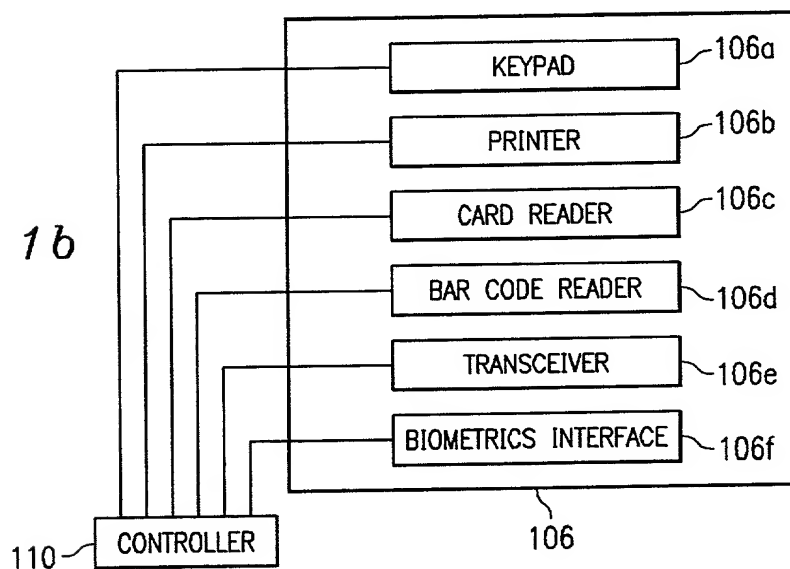 KEYPAD 106a
PRINTER 106b
CARD READER 106c
1b
BAR CODE READER 106d
TRANSCEIVER 106e
BIOMETRICS INTERFACE 106f
106
110 CONTROLLER